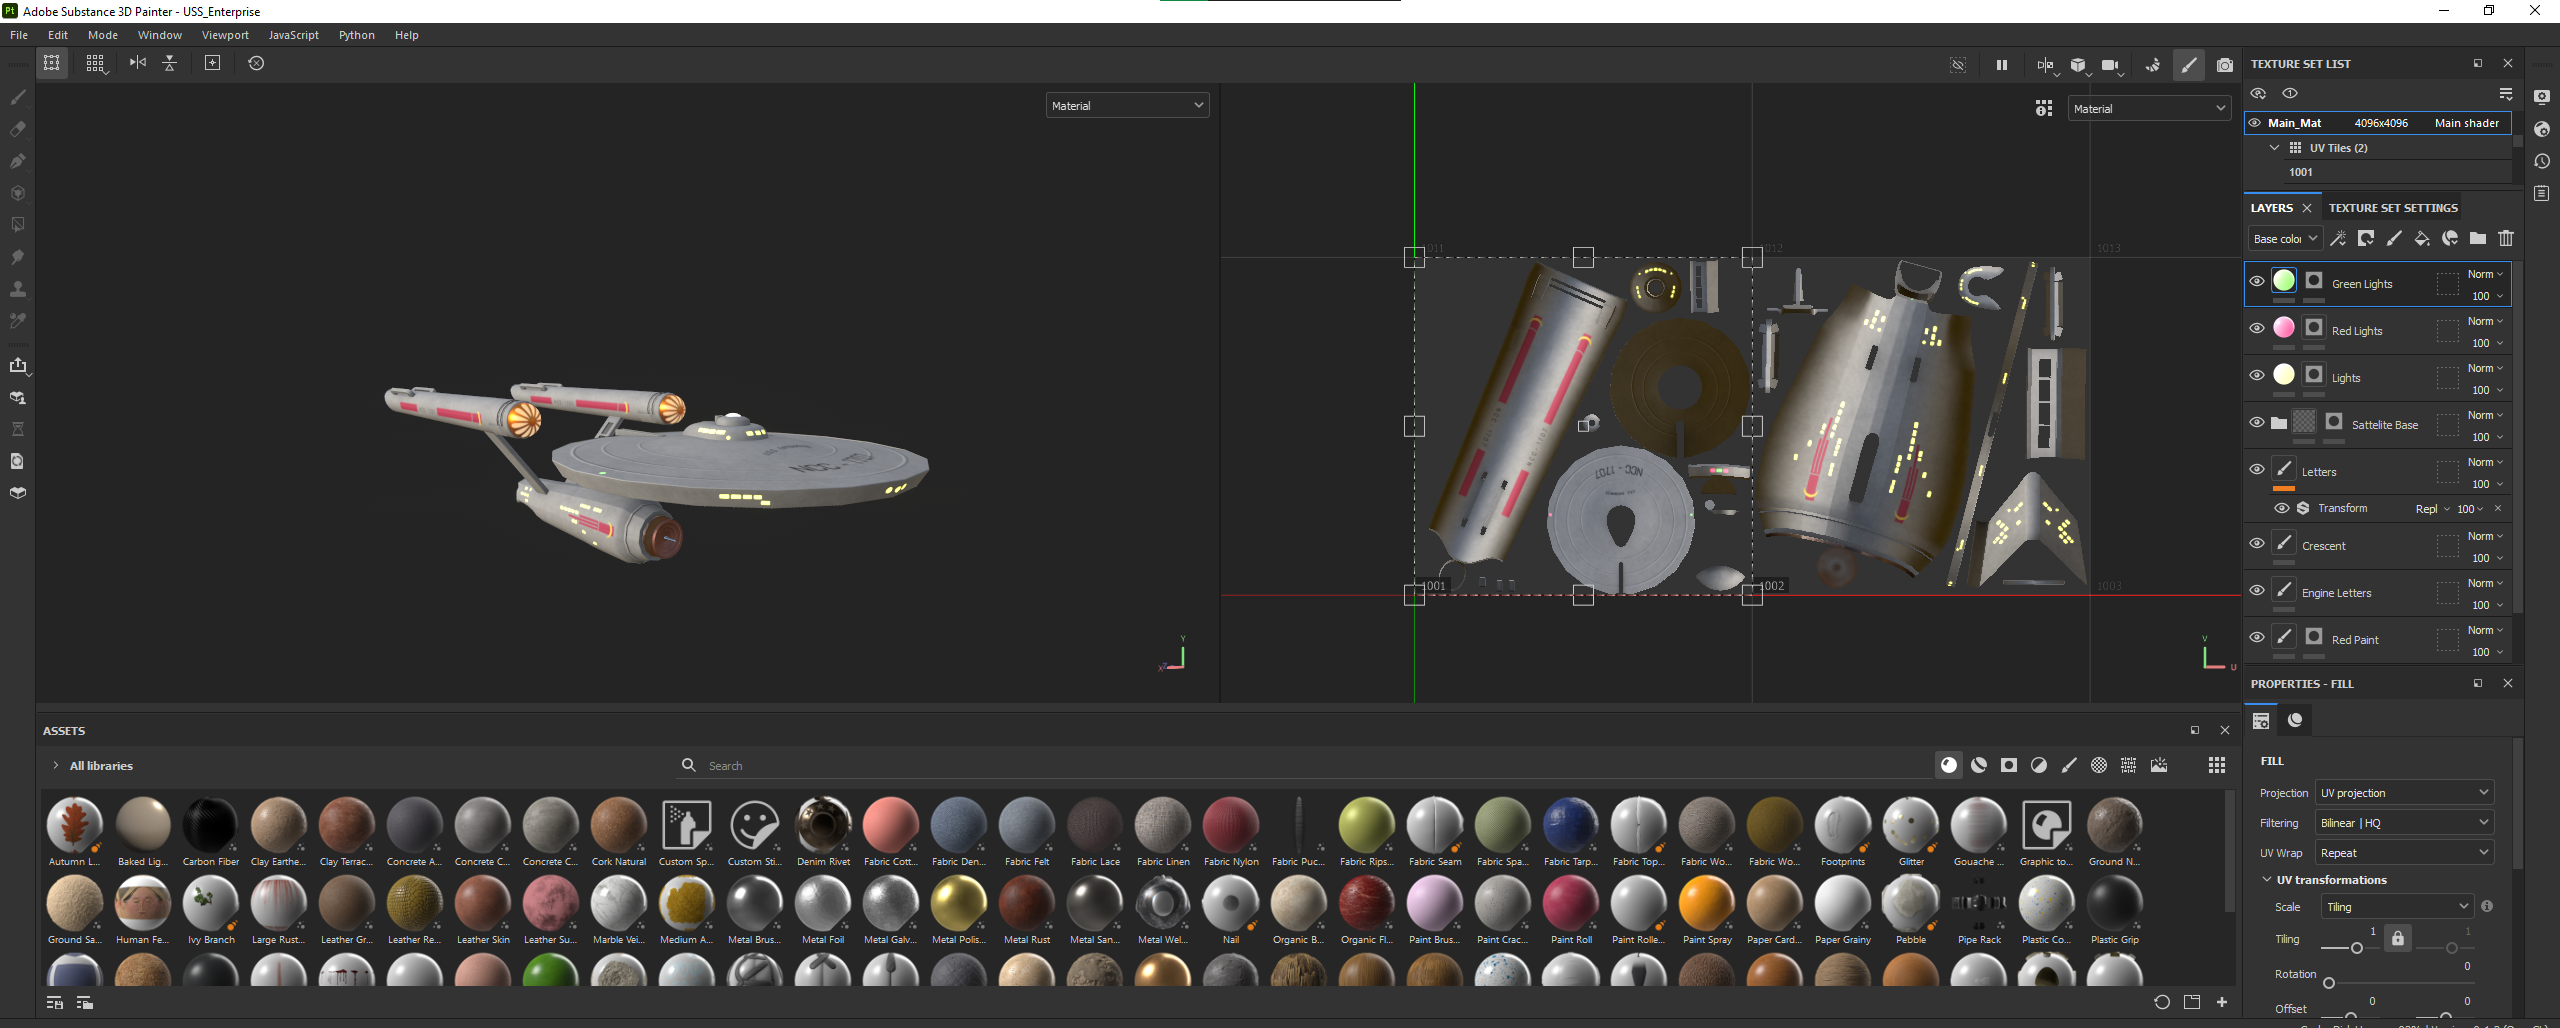 Pt Adobe Substance 3D Painter - USS_Enterprise
File Edit Mode Window Viewport JavaScript Python Help
Material
Material
1011 1012 1013
1001 1002 1003
NCC - 1707
Y
X Z
V
U
TEXTURE SET LIST
Main_Mat 4096x4096 Main shader
UV Tiles (2)
1001
LAYERS TEXTURE SET SETTINGS
Base color
Green Lights Norm 100
Red Lights Norm 100
Lights Norm 100
Sattelite Base Norm 100
Letters Norm 100
Transform Repl 100
Crescent Norm 100
Engine Letters Norm 100
Red Paint Norm 100
PROPERTIES - FILL
FILL
Projection UV projection
Filtering Bilinear | HQ
UV Wrap Repeat
UV transformations
Scale Tiling
Tiling 1 1
Rotation 0
Offset 0 0
ASSETS
All libraries
Search
Autumn L... Baked Lig... Carbon Fiber Clay Earthe... Clay Terrac... Concrete A... Concrete C... Concrete C... Cork Natural Custom Sp... Custom Sti... Denim Rivet Fabric Cott... Fabric Den... Fabric Felt Fabric Lace Fabric Linen Fabric Nylon Fabric Puc... Fabric Rips... Fabric Seam Fabric Spa... Fabric Tarp... Fabric Top... Fabric Wo... Fabric Wo... Footprints Glitter Gouache ... Graphic to... Ground N...
Ground Sa... Human Fe... Ivy Branch Large Rust... Leather Gr... Leather Re... Leather Skin Leather Su... Marble Vei... Medium A... Metal Brus... Metal Foil Metal Galv... Metal Polis... Metal Rust Metal San... Metal Wel... Nail Organic B... Organic Fl... Paint Brus... Paint Crac... Paint Roll Paint Rolle... Paint Spray Paper Card... Paper Grainy Pebble Pipe Rack Plastic Co... Plastic Grip